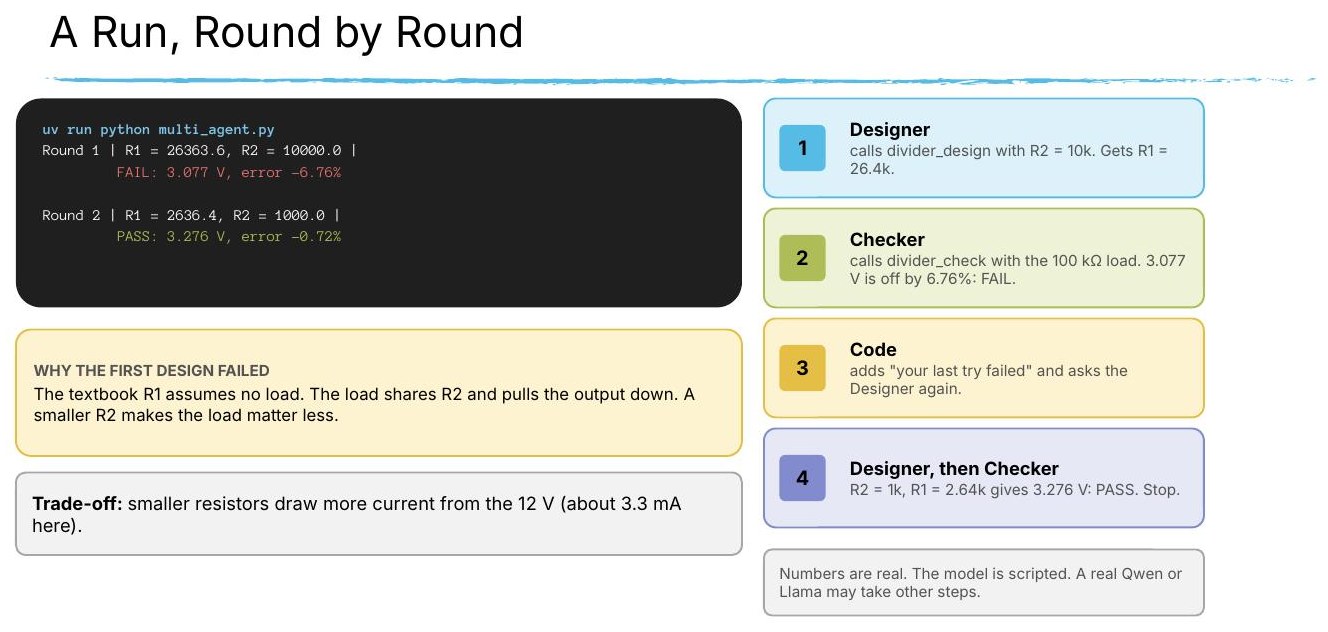 A Run, Round by Round
uv run python multi_agent.py
Round 1 | R1 = 26363.6, R2 = 10000.0 |
FAIL: 3.077 V, error -6.76%
Round 2 | R1 = 2636.4, R2 = 1000.0 |
PASS: 3.276 V, error -0.72%
WHY THE FIRST DESIGN FAILED
The textbook R1 assumes no load. The load shares R2 and pulls the output down. A
smaller R2 makes the load matter less.
Trade-off: smaller resistors draw more current from the 12 V (about 3.3 mA
here).
1
Designer
calls divider_design with R2 = 10k. Gets R1 =
26.4k.
2
Checker
calls divider_check with the 100 kΩ load. 3.077
V is off by 6.76%: FAIL.
3
Code
adds "your last try failed" and asks the
Designer again.
4
Designer, then Checker
R2 = 1k, R1 = 2.64k gives 3.276 V: PASS. Stop.
Numbers are real. The model is scripted. A real Qwen or
Llama may take other steps.